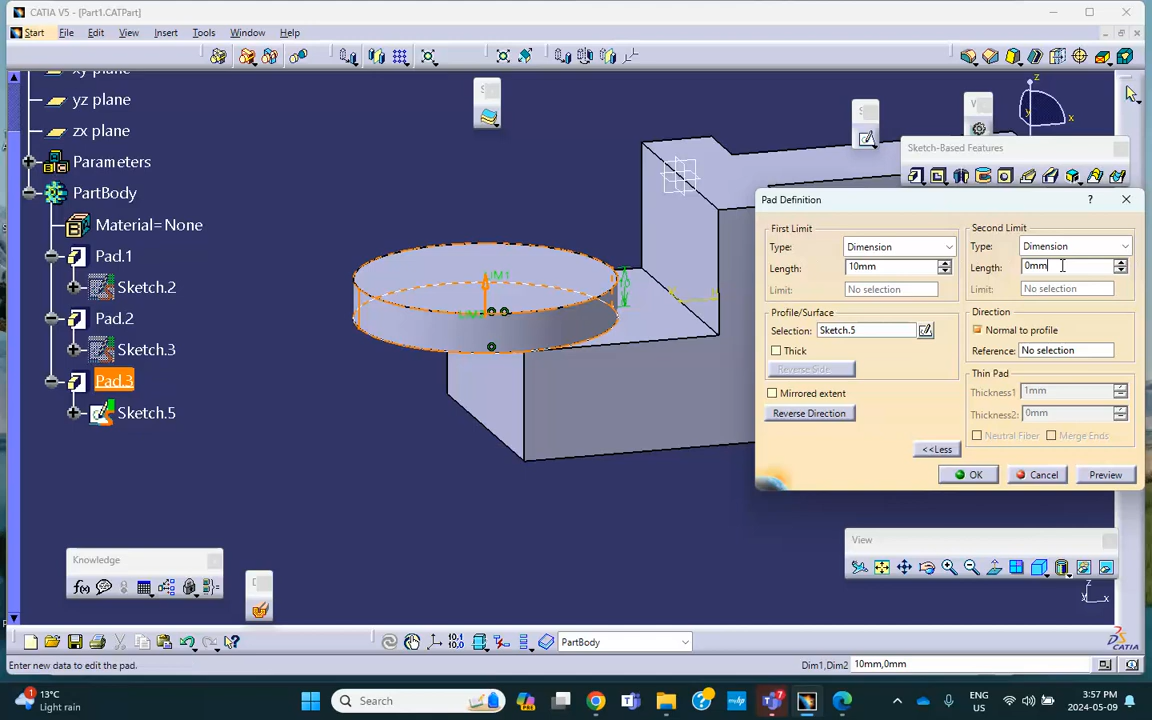 CATIA V5 - [Part1.CATPart]
Start File Edit View Insert Tools Window Help
xy plane
yz plane
zx plane
Parameters
PartBody
Material=None
Pad.1
Sketch.2
Pad.2
Sketch.3
Pad.3
Sketch.5
S
S
V
z
x
y
Sketch-Based Features
Pad Definition ?
First Limit
Type: Dimension
Length: 10mm
Limit: No selection
Second Limit
Type: Dimension
Length: 0mm
Limit: No selection
Profile/Surface
Selection: Sketch.5
Thick
Reverse Side
Mirrored extent
Reverse Direction
Direction
Normal to profile
Reference: No selection
Thin Pad
Thickness1 1mm
Thickness2: 0mm
Neutral Fiber Merge Ends
<<Less
OK Cancel Preview
LIM1
Knowledge
f(x)
D
View
PartBody
Enter new data to edit the pad.
Dim1,Dim2 10mm,0mm
13°C
Light rain
Search
ENG
US
3:57 PM
2024-05-09